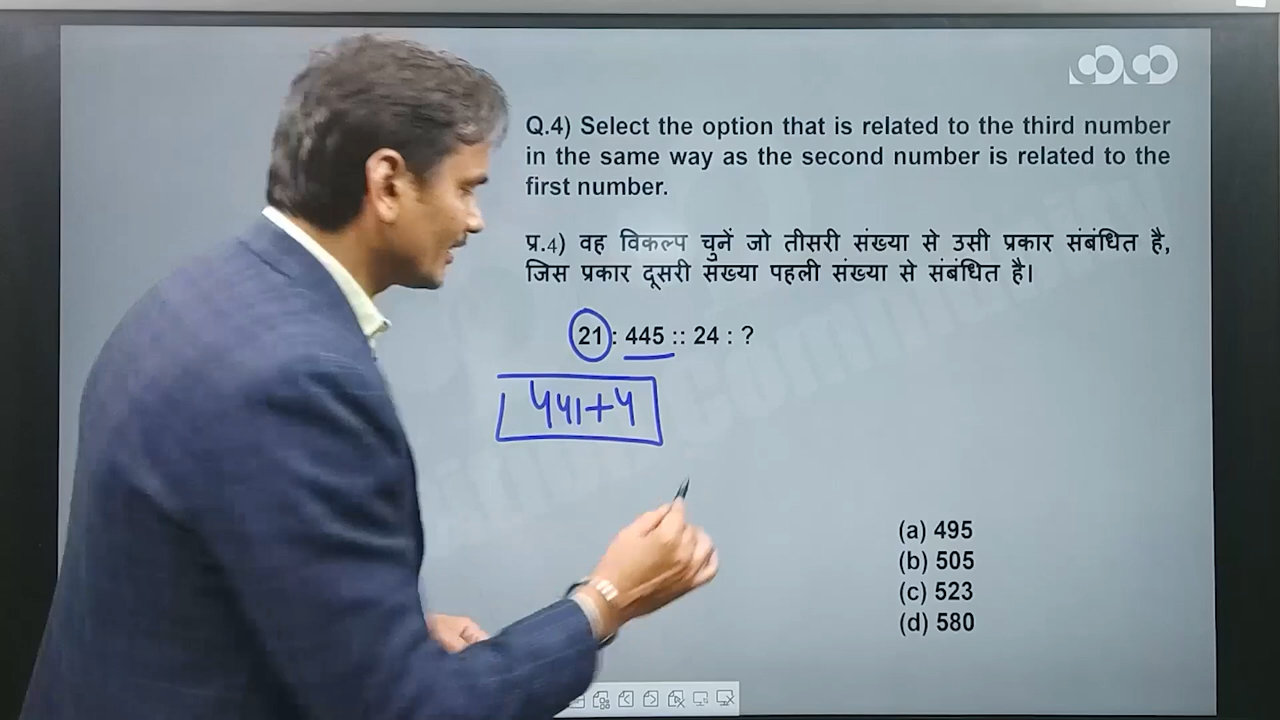 Q.4) Select the option that is related to the third number
in the same way as the second number is related to the
first number.
प्र.4) वह विकल्प चुनें जो तीसरी संख्या से उसी प्रकार संबंधित है,
जिस प्रकार दूसरी संख्या पहली संख्या से संबंधित है।
21 : 445 :: 24 : ?
441+4
(a) 495
(b) 505
(c) 523
(d) 580